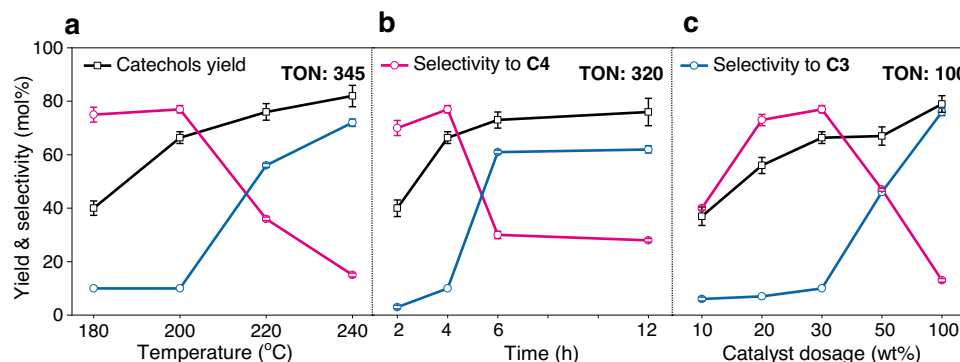 a
b
c
Yield & selectivity (mol%)
100
80
60
40
20
0
Catechols yield
TON: 345
Selectivity to C4
TON: 320
Selectivity to C3
TON: 100
180
200
220
240
2
4
6
12
10
20
30
50
100
Temperature (°C)
Time (h)
Catalyst dosage (wt%)